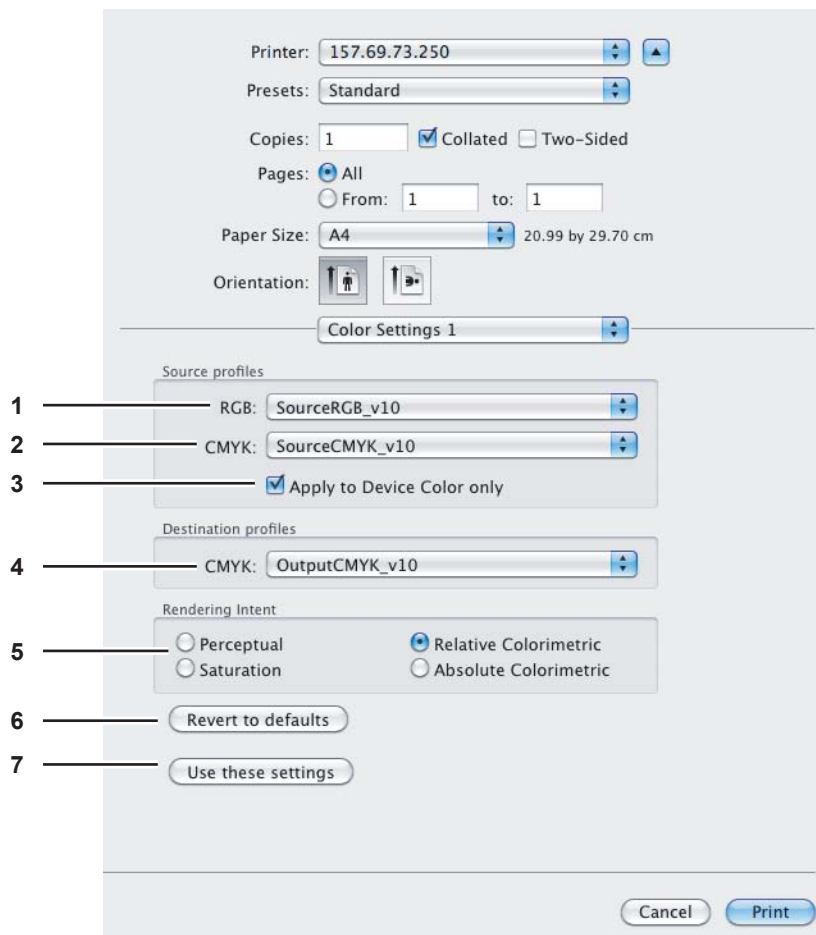 Printer: 157.69.73.250
Presets: Standard
Copies: 1 Collated Two-Sided
Pages: All
From: 1 to: 1
Paper Size: A4 20.99 by 29.70 cm
Orientation:
Color Settings 1
Source profiles
1 RGB: SourceRGB_v10
2 CMYK: SourceCMYK_v10
3 Apply to Device Color only
Destination profiles
4 CMYK: OutputCMYK_v10
Rendering Intent
5 Perceptual Relative Colorimetric
Saturation Absolute Colorimetric
6 Revert to defaults
7 Use these settings
Cancel Print